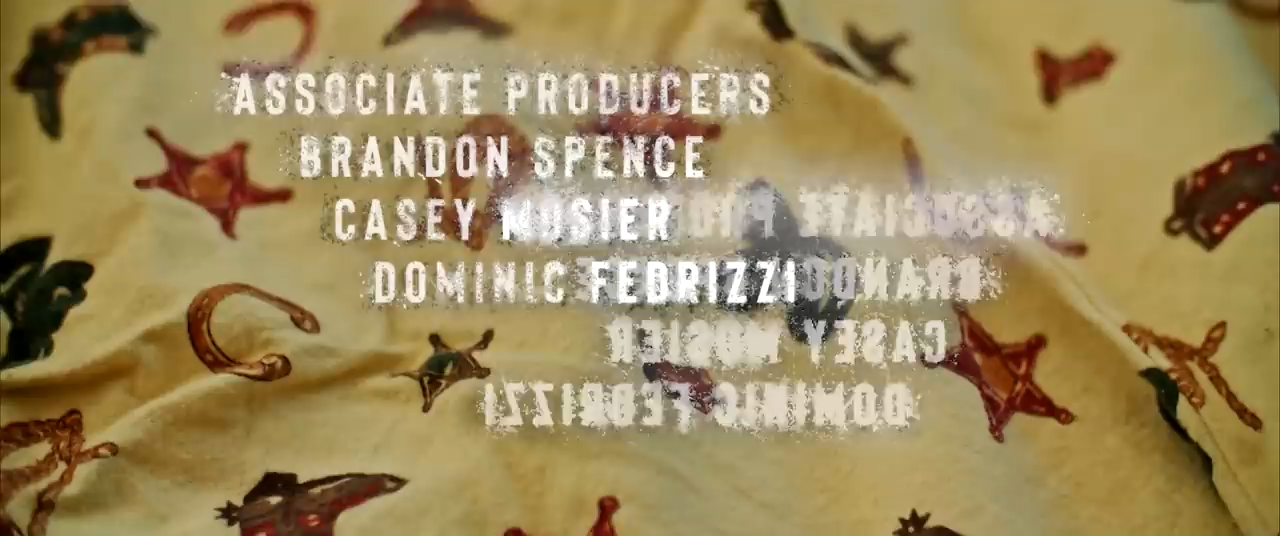 ASSOCIATE PRODUCERS
BRANDON SPENCE
CASEY MOSIER
DOMINIC FEBRIZZI